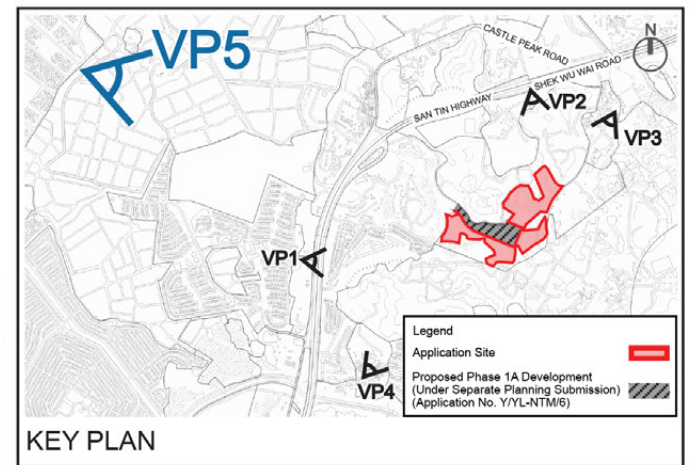 VP5
CASTLE PEAK ROAD
N
SHEK WU WAI ROAD
SAN TIN HIGHWAY
VP2
VP3
VP1
VP4
Legend
Application Site
Proposed Phase 1A Development
(Under Separate Planning Submission)
(Application No. Y/YL-NTM/6)
KEY PLAN